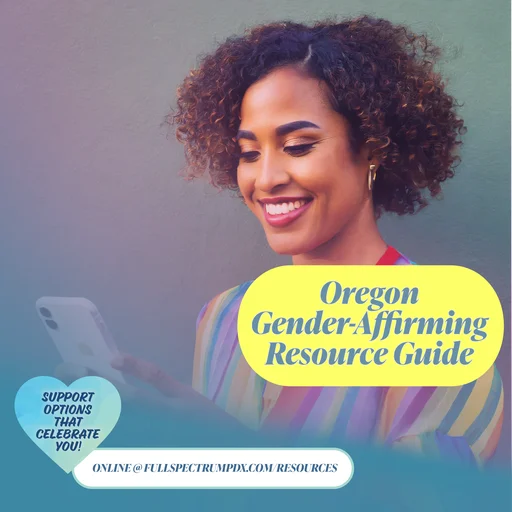 Oregon
Gender-Affirming
Resource Guide
SUPPORT
OPTIONS
THAT
CELEBRATE
YOU!
ONLINE @ FULLSPECTRUMPDX.COM/RESOURCES